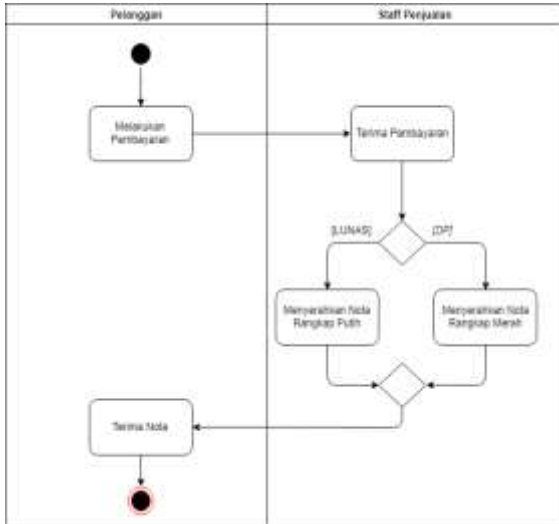 Pelanggan
Staff Penjualan
Melakukan
Pembayaran
Terima Pembayaran
[LUNAS]
[DP]
Menyerahkan Nota
Rangkap Putih
Menyerahkan Nota
Rangkap Merah
Terima Nota